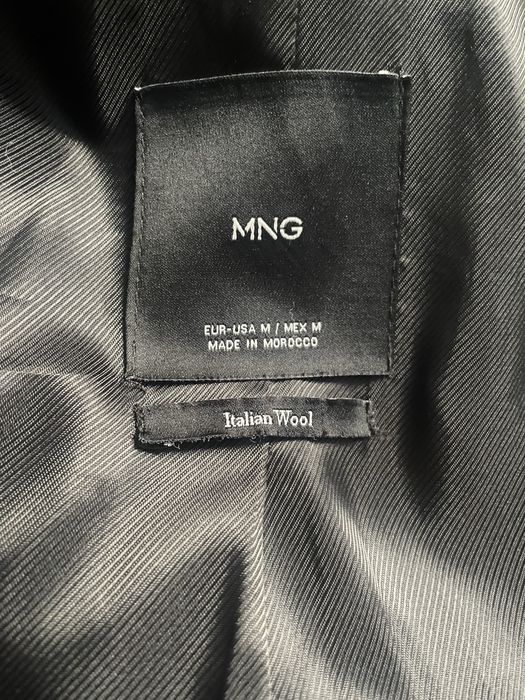 MNG
EUR-USA M / MEX M
MADE IN MOROCCO
Italian Wool